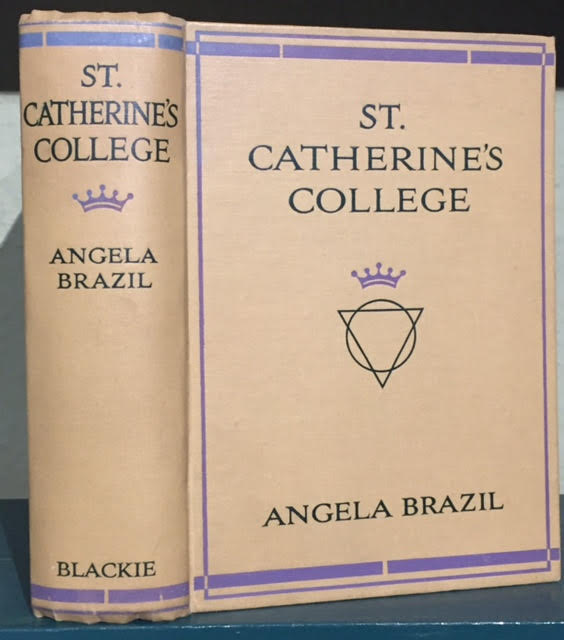 ST.
CATHERINE'S
COLLEGE
ANGELA
BRAZIL
BLACKIE
ST.
CATHERINE'S
COLLEGE
ANGELA BRAZIL